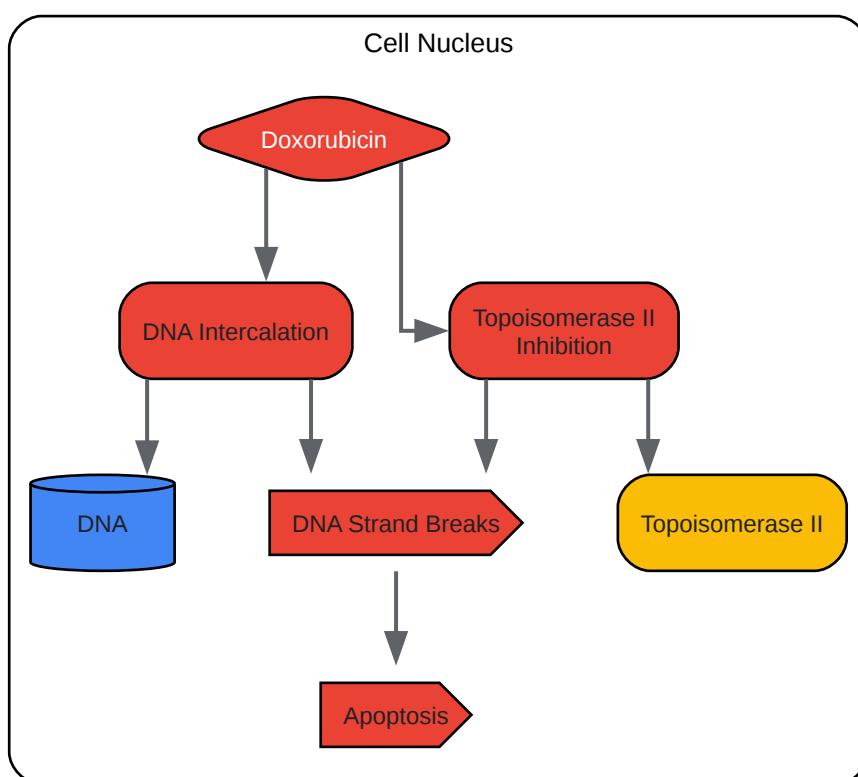 Cell Nucleus
Doxorubicin
DNA Intercalation
Topoisomerase II
Inhibition
DNA
DNA Strand Breaks
Topoisomerase II
Apoptosis